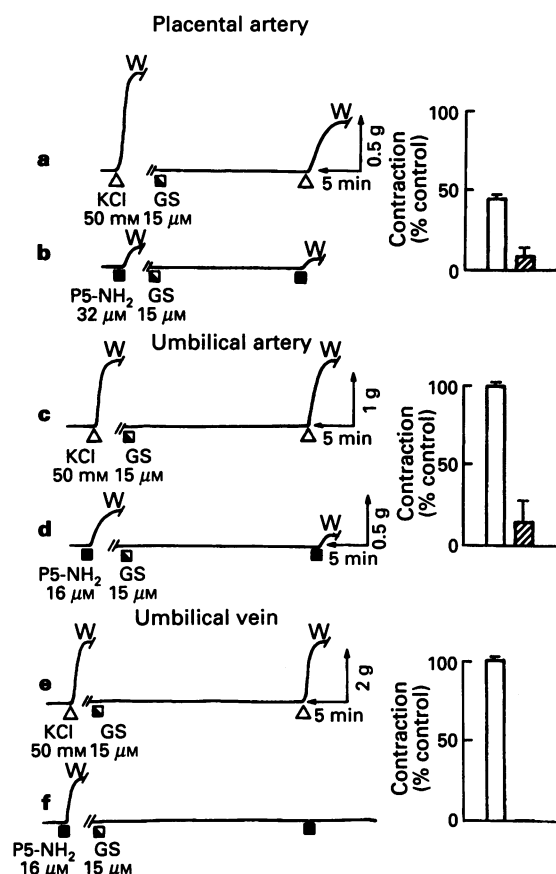 Placental artery
W
W
a
0.5 g
5 min
KCl GS
50 mM 15 μM
b
W
W
P5-NH2 GS
32 μM 15 μM
Contraction
(% control)
100
50
0
Umbilical artery
W
W
c
1 g
5 min
KCl GS
50 mM 15 μM
d
W
W
0.5 g
5 min
P5-NH2 GS
16 μM 15 μM
Contraction
(% control)
100
50
0
Umbilical vein
W
W
e
2 g
5 min
KCl GS
50 mM 15 μM
f
W
P5-NH2 GS
16 μM 15 μM
Contraction
(% control)
100
50
0